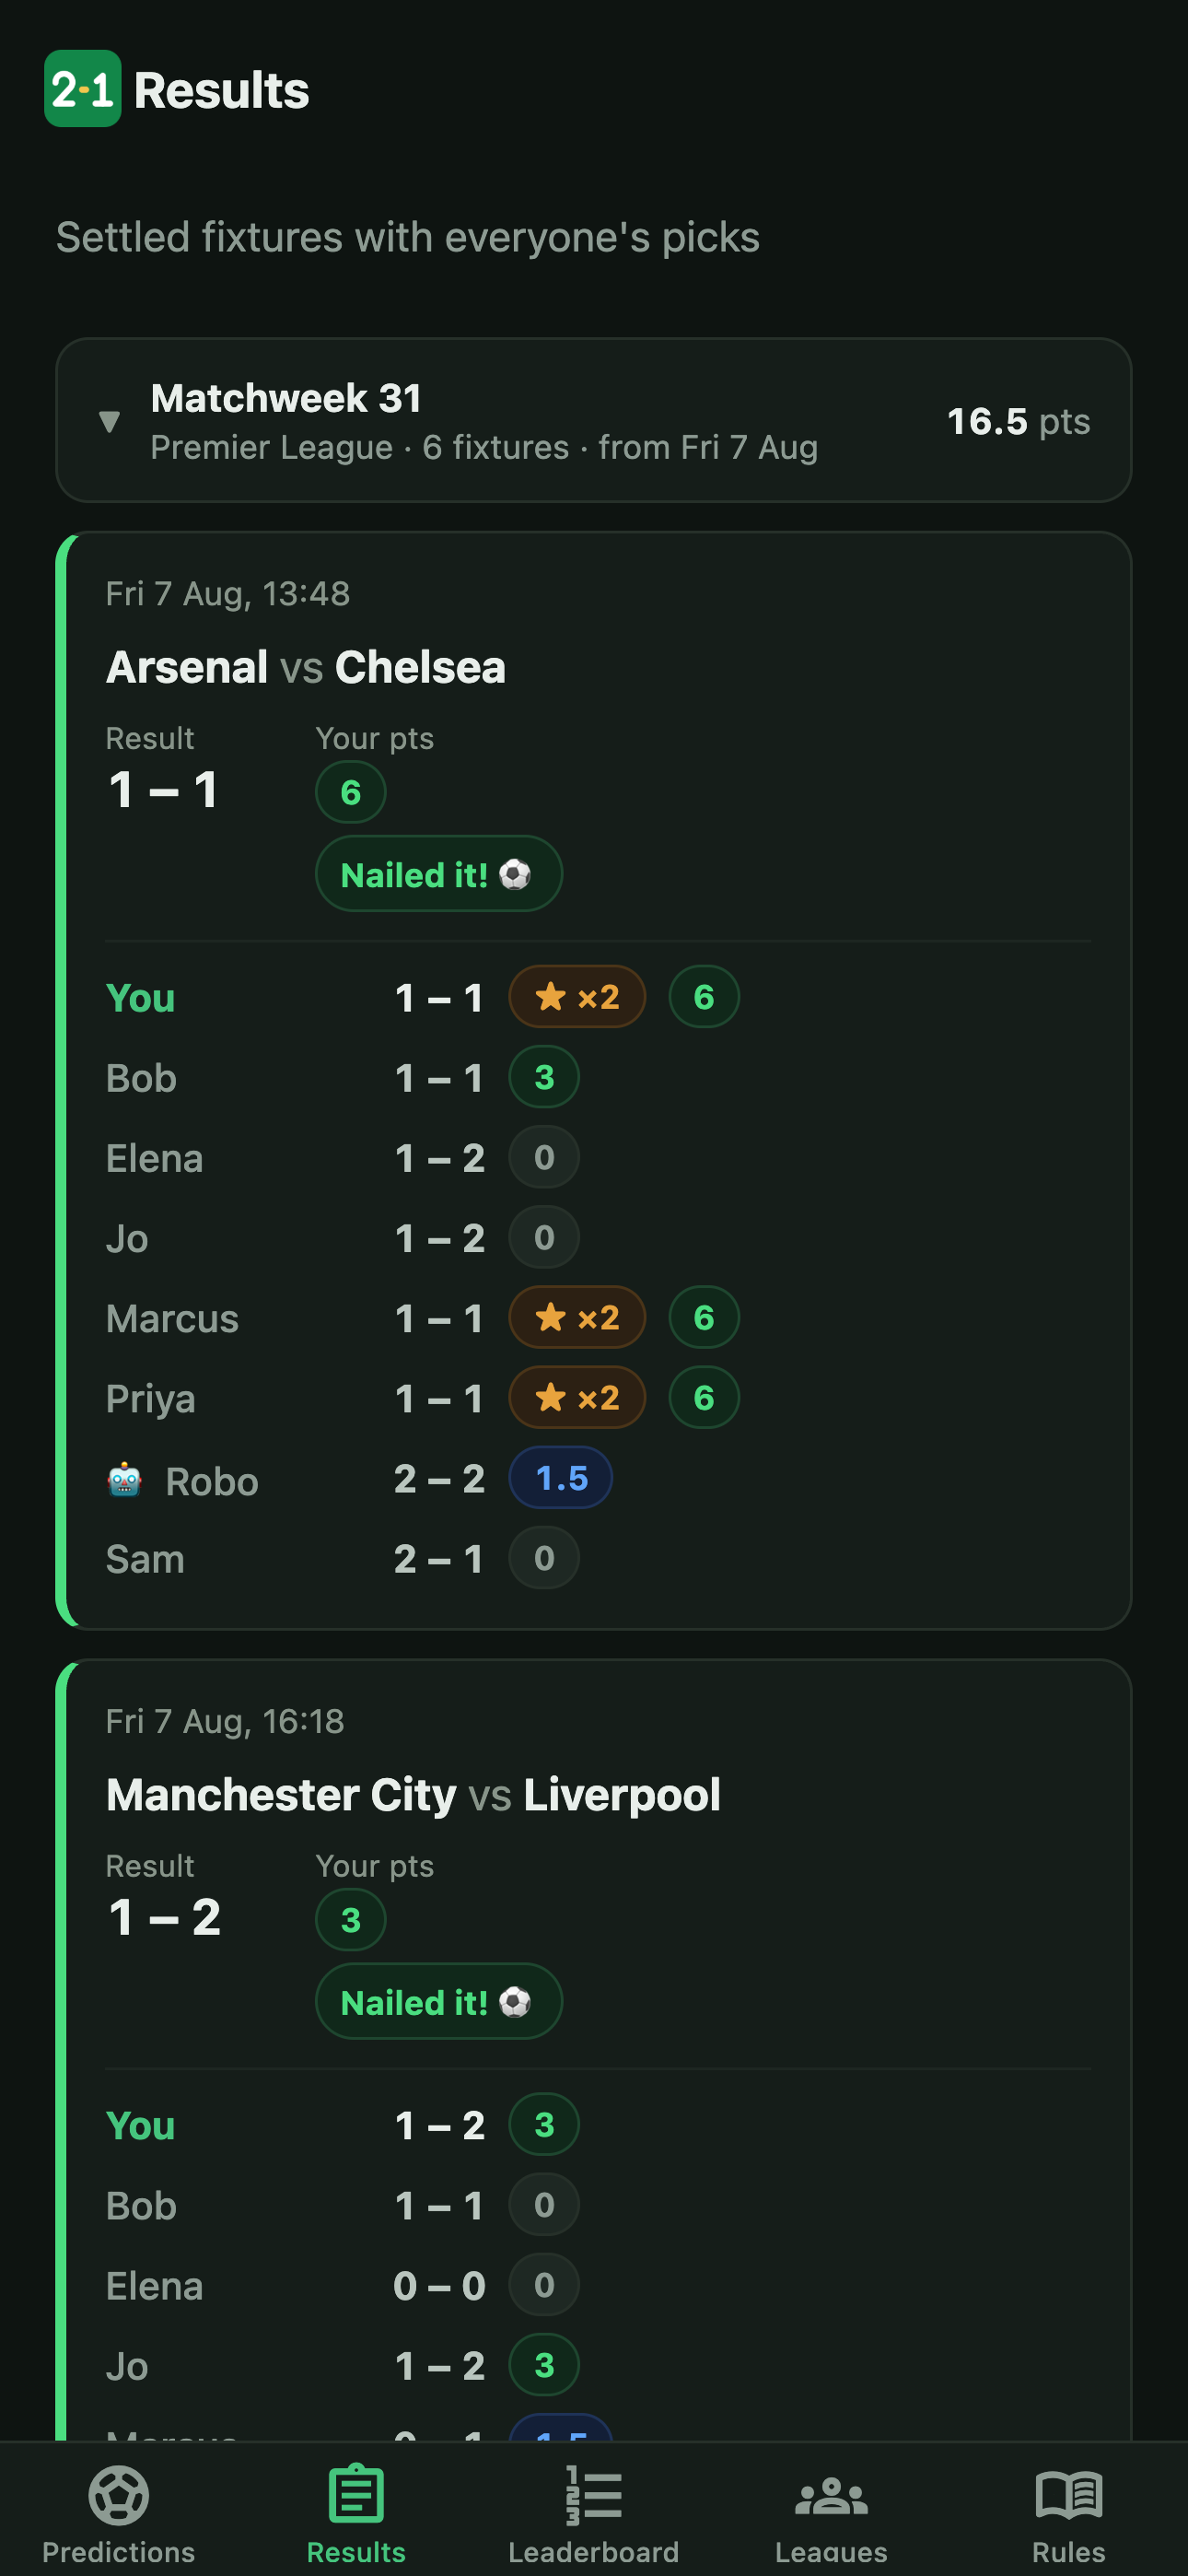 2-1 Results
Settled fixtures with everyone's picks
Matchweek 31
Premier League · 6 fixtures · from Fri 7 Aug
16.5 pts
Fri 7 Aug, 13:48
Arsenal vs Chelsea
Result Your pts
1 – 1 6
Nailed it! ⚽
You 1 – 1 ★ ×2 6
Bob 1 – 1 3
Elena 1 – 2 0
Jo 1 – 2 0
Marcus 1 – 1 ★ ×2 6
Priya 1 – 1 ★ ×2 6
🤖 Robo 2 – 2 1.5
Sam 2 – 1 0
Fri 7 Aug, 16:18
Manchester City vs Liverpool
Result Your pts
1 – 2 3
Nailed it! ⚽
You 1 – 2 3
Bob 1 – 1 0
Elena 0 – 0 0
Jo 1 – 2 3
Predictions Results Leaderboard Leagues Rules